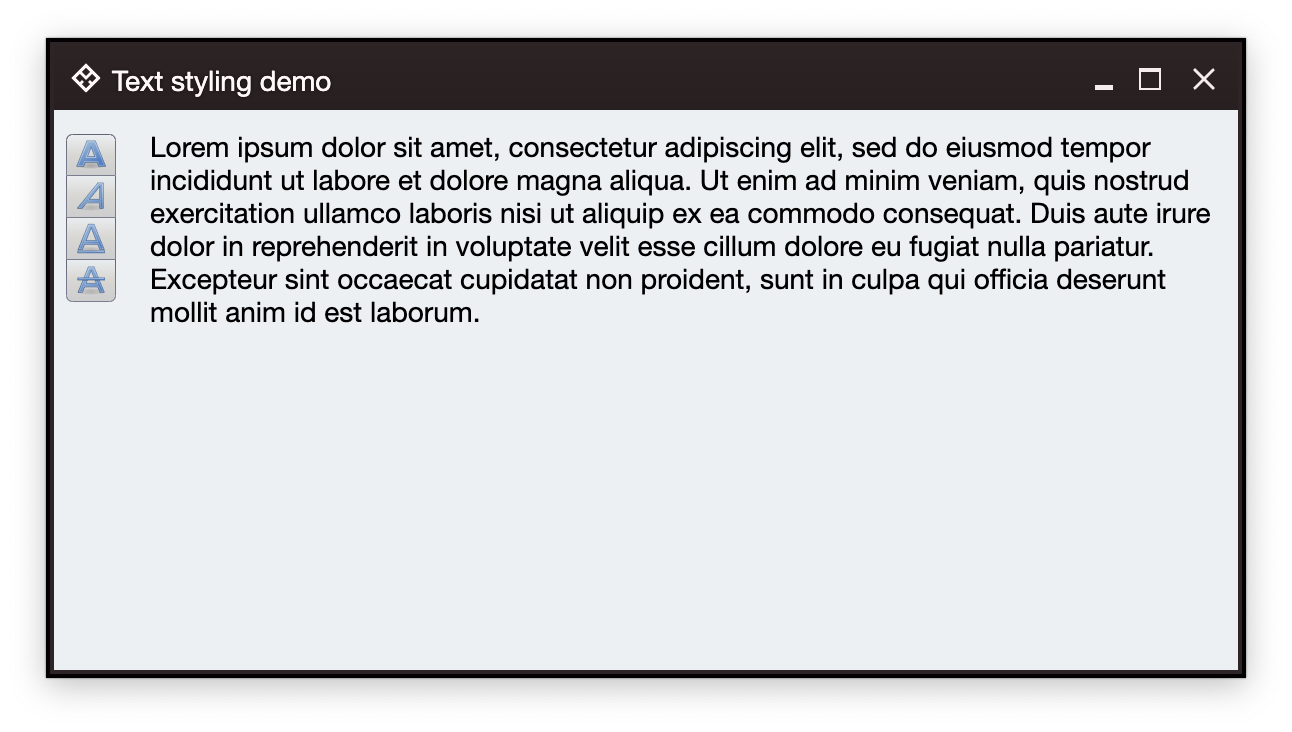 Text styling demo
A
A
A
A
Lorem ipsum dolor sit amet, consectetur adipiscing elit, sed do eiusmod tempor
incididunt ut labore et dolore magna aliqua. Ut enim ad minim veniam, quis nostrud
exercitation ullamco laboris nisi ut aliquip ex ea commodo consequat. Duis aute irure
dolor in reprehenderit in voluptate velit esse cillum dolore eu fugiat nulla pariatur.
Excepteur sint occaecat cupidatat non proident, sunt in culpa qui officia deserunt
mollit anim id est laborum.